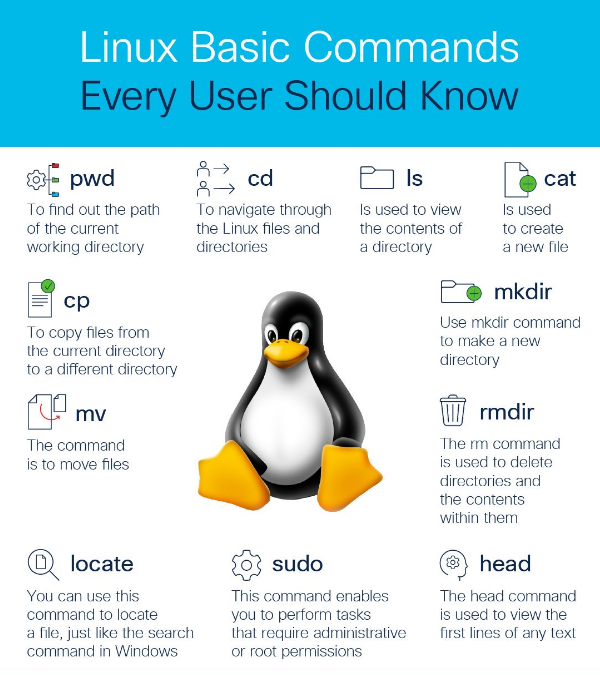 Linux Basic Commands
Every User Should Know
pwd
To find out the path
of the current
working directory
cd
To navigate through
the Linux files and
directories
ls
Is used to view
the contents of
a directory
cat
Is used
to create
a new file
cp
To copy files from
the current directory
to a different directory
mkdir
Use mkdir command
to make a new
directory
mv
The command
is to move files
rmdir
The rm command
is used to delete
directories and
the contents
within them
locate
You can use this
command to locate
a file, just like the search
command in Windows
sudo
This command enables
you to perform tasks
that require administrative
or root permissions
head
The head command
is used to view the
first lines of any text